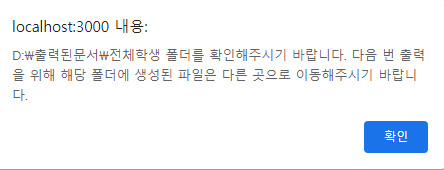 localhost:3000 내용:
D:₩출력된문서₩전체학생 폴더를 확인해주시기 바랍니다. 다음 번 출력
을 위해 해당 폴더에 생성된 파일은 다른 곳으로 이동해주시기 바랍니
다.
확인